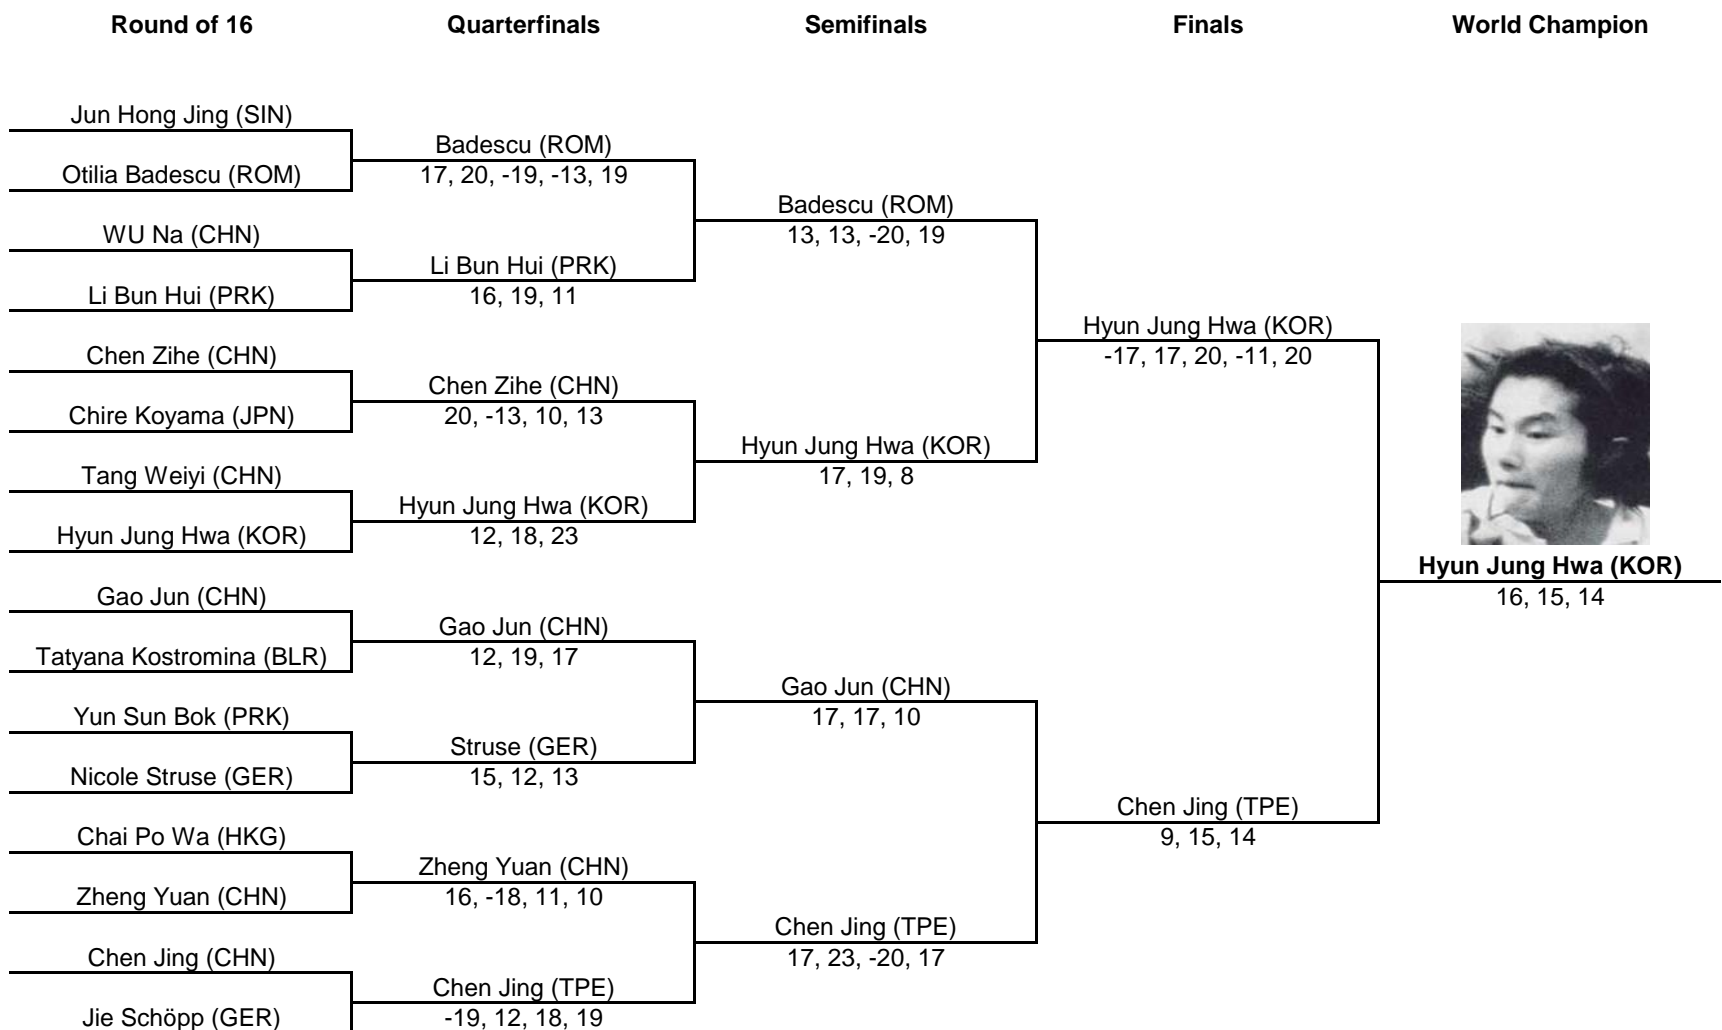 Round of 16
Quarterfinals
Semifinals
Finals
World Champion
Jun Hong Jing (SIN)
Otilia Badescu (ROM)
WU Na (CHN)
Li Bun Hui (PRK)
Chen Zihe (CHN)
Chire Koyama (JPN)
Tang Weiyi (CHN)
Hyun Jung Hwa (KOR)
Gao Jun (CHN)
Tatyana Kostromina (BLR)
Yun Sun Bok (PRK)
Nicole Struse (GER)
Chai Po Wa (HKG)
Zheng Yuan (CHN)
Chen Jing (CHN)
Jie Schöpp (GER)
Badescu (ROM)
17, 20, -19, -13, 19
Li Bun Hui (PRK)
16, 19, 11
Chen Zihe (CHN)
20, -13, 10, 13
Hyun Jung Hwa (KOR)
12, 18, 23
Gao Jun (CHN)
12, 19, 17
Struse (GER)
15, 12, 13
Zheng Yuan (CHN)
16, -18, 11, 10
Chen Jing (TPE)
-19, 12, 18, 19
Badescu (ROM)
13, 13, -20, 19
Hyun Jung Hwa (KOR)
17, 19, 8
Gao Jun (CHN)
17, 17, 10
Chen Jing (TPE)
17, 23, -20, 17
Hyun Jung Hwa (KOR)
-17, 17, 20, -11, 20
Chen Jing (TPE)
9, 15, 14
Hyun Jung Hwa (KOR)
16, 15, 14